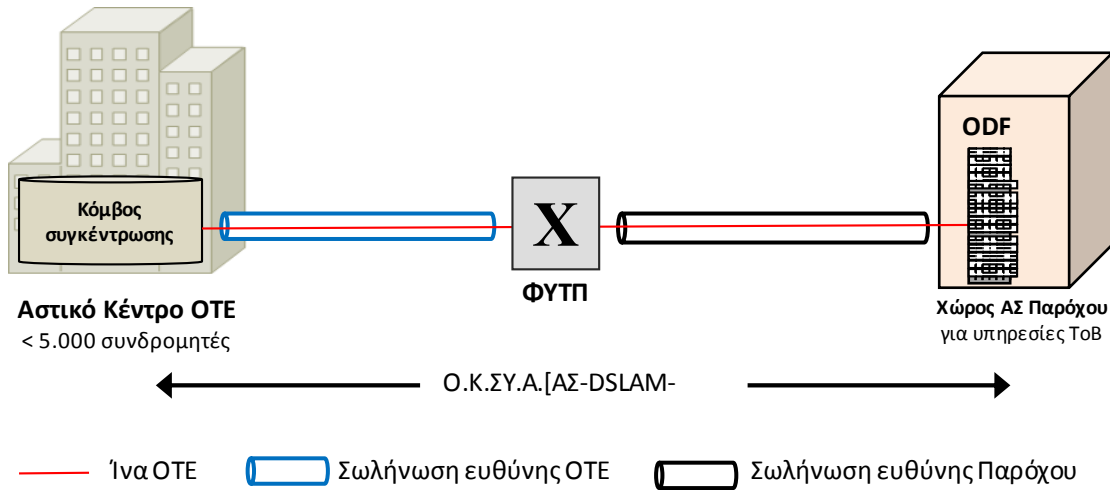 ODF
Κόμβος
συγκέντρωσης
X
ΦΥΤΠ
Αστικό Κέντρο ΟΤΕ
< 5.000 συνδρομητές
Χώρος ΑΣ Παρόχου
για υπηρεσίες ΤοΒ
Ο.Κ.ΣΥ.Α.[ΑΣ-DSLAM-
Ίνα ΟΤΕ
Σωλήνωση ευθύνης ΟΤΕ
Σωλήνωση ευθύνης Παρόχου